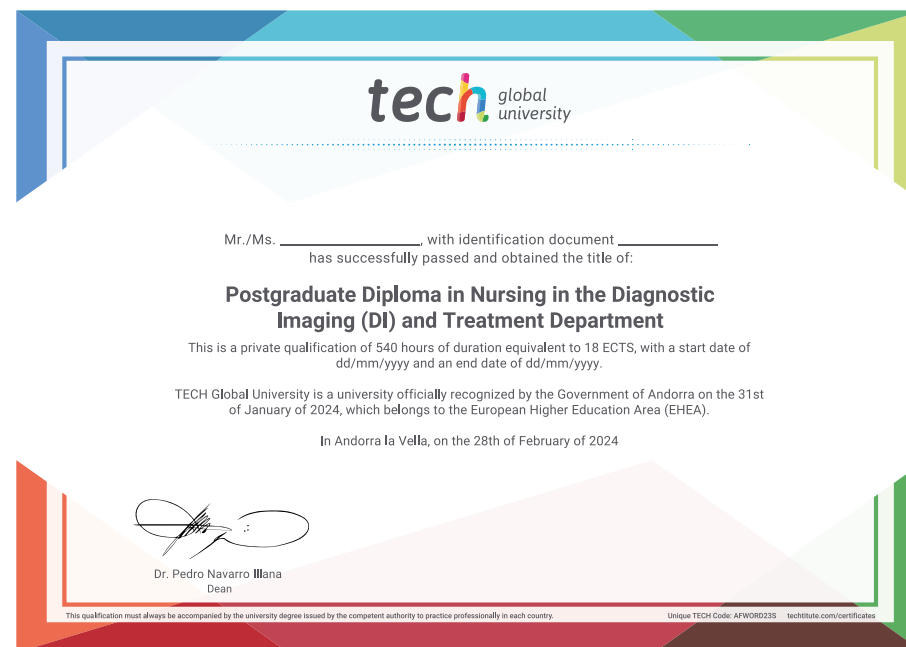 tech global university
Mr./Ms. ____________________, with identification document ______________
has successfully passed and obtained the title of:
Postgraduate Diploma in Nursing in the Diagnostic
Imaging (DI) and Treatment Department
This is a private qualification of 540 hours of duration equivalent to 18 ECTS, with a start date of
dd/mm/yyyy and an end date of dd/mm/yyyy.
TECH Global University is a university officially recognized by the Government of Andorra on the 31st
of January of 2024, which belongs to the European Higher Education Area (EHEA).
In Andorra la Vella, on the 28th of February of 2024
Dr. Pedro Navarro Illana
Dean
This qualification must always be accompanied by the university degree issued by the competent authority to practice professionally in each country.
Unique TECH Code: AFWORD23S techtitute.com/certificates